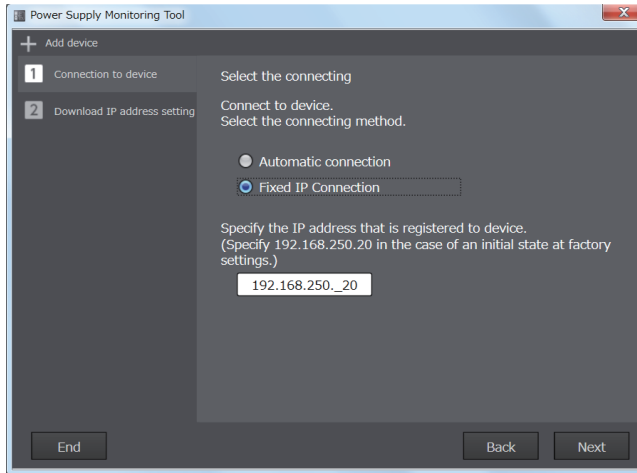 Power Supply Monitoring Tool
Add device
1 Connection to device
2 Download IP address setting
Select the connecting
Connect to device.
Select the connecting method.
Automatic connection
Fixed IP Connection
Specify the IP address that is registered to device.
(Specify 192.168.250.20 in the case of an initial state at factory
settings.)
192.168.250._20
End
Back
Next